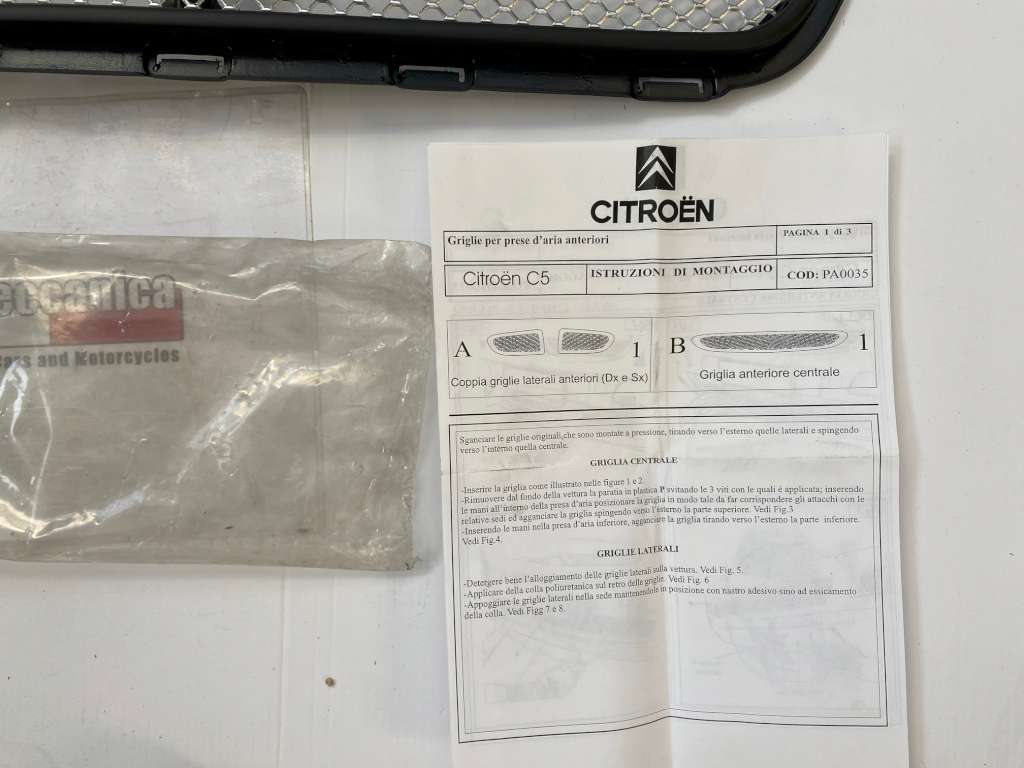 eccanica
Cars and Motorcycles
CITROËN
Griglie per prese d'aria anteriori
PAGINA 1 di 3
Citroën C5
ISTRUZIONI DI MONTAGGIO
COD: PA0035
A 1
Coppia griglie laterali anteriori (Dx e Sx)
B 1
Griglia anteriore centrale
Sganciare le griglie originali,che sono montate a pressione, tirando verso l'esterno quelle laterali e spingendo
verso l'interno quella centrale.
GRIGLIA CENTRALE
-Inserire la griglia come illustrato nelle figure 1 e 2.
-Rimuovere dal fondo della vettura la paratia in plastica P svitando le 3 viti con le quali è applicata; inserendo
le mani all'interno della presa d'aria posizionare la griglia in modo tale da far corrispondere gli attacchi con le
relative sedi ed agganciare la griglia spingendo verso l'esterno la parte superiore. Vedi Fig.3
-Inserendo le mani nella presa d'aria inferiore, agganciare la griglia tirando verso l'esterno la parte inferiore.
Vedi Fig.4.
GRIGLIE LATERALI
-Detergere bene l'alloggiamento delle griglie laterali sulla vettura. Vedi Fig. 5.
-Applicare della colla poliuretanica sul retro delle griglie. Vedi Fig. 6
-Appoggiare le griglie laterali nella sede mantenendole in posizione con nastro adesivo sino ad essicamento
della colla. Vedi Figg 7 e 8.